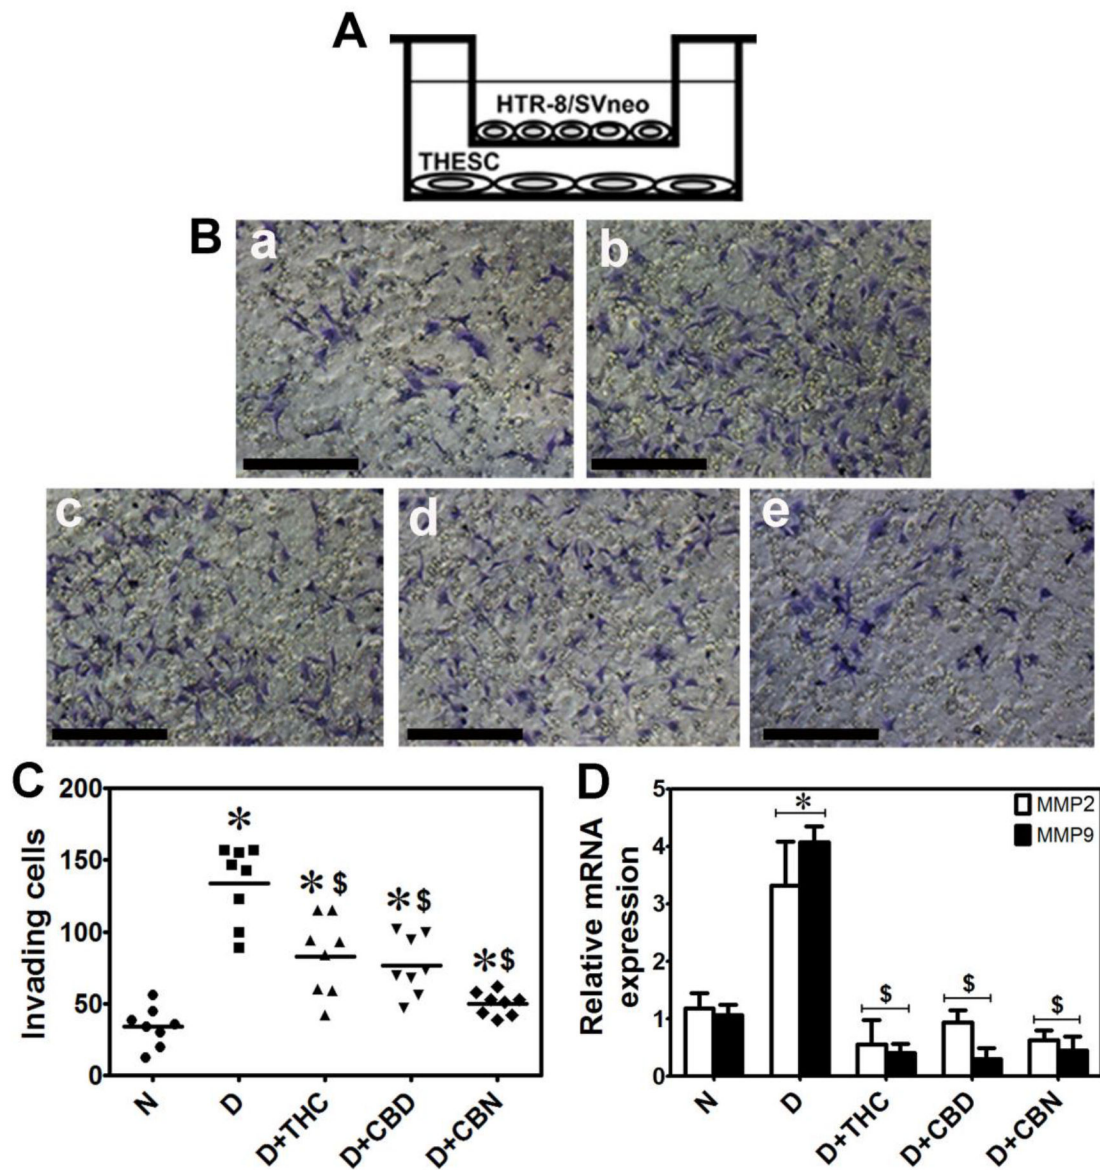 A
HTR-8/SVneo
THESC
B
a
b
c
d
e
C
200
150
100
50
0
Invading cells
*
* $
* $
*$
N
D
D+THC
D+CBD
D+CBN
D
5
4
3
2
1
0
Relative mRNA
expression
MMP2
MMP9
*
$
$
$
N
D
D+THC
D+CBD
D+CBN